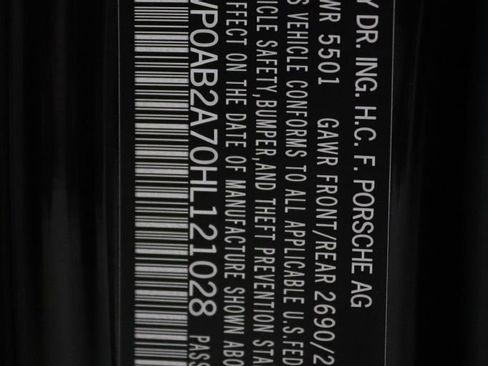 Y DR. ING. H.C. F. PORSCHE AG
WR 5501 GAWR FRONT/REAR 2690/2
S VEHICLE CONFORMS TO ALL APPLICABLE U.S. FED
ICLE SAFETY, BUMPER, AND THEFT PREVENTION STA
EFFECT ON THE DATE OF MANUFACTURE SHOWN ABO
WP0AB2A70HL121028 PASS